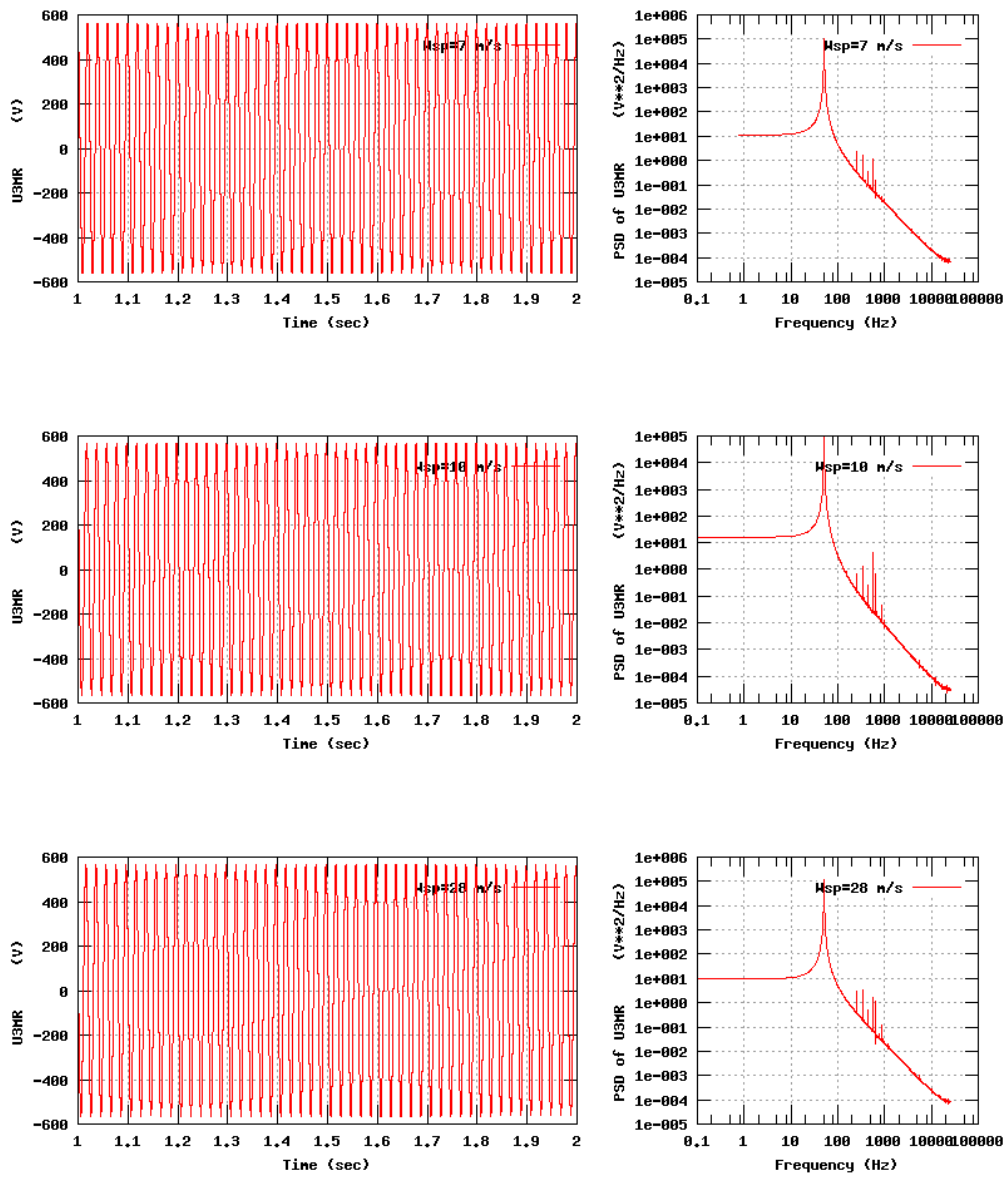 600
400
200
0
-200
-400
-600
U3MR (V)
Wsp=7 m/s
1 1.1 1.2 1.3 1.4 1.5 1.6 1.7 1.8 1.9 2
Time (sec)
1e+006
1e+005
1e+004
1e+003
1e+002
1e+001
1e+000
1e-001
1e-002
1e-003
1e-004
1e-005
PSD of U3MR (V**2/Hz)
Wsp=7 m/s
0.1 1 10 100 1000 10000 100000
Frequency (Hz)
600
400
200
0
-200
-400
-600
U3MR (V)
Wsp=10 m/s
1 1.1 1.2 1.3 1.4 1.5 1.6 1.7 1.8 1.9 2
Time (sec)
1e+005
1e+004
1e+003
1e+002
1e+001
1e+000
1e-001
1e-002
1e-003
1e-004
1e-005
PSD of U3MR (V**2/Hz)
Wsp=10 m/s
0.1 1 10 100 1000 10000 100000
Frequency (Hz)
600
400
200
0
-200
-400
-600
U3MR (V)
Wsp=28 m/s
1 1.1 1.2 1.3 1.4 1.5 1.6 1.7 1.8 1.9 2
Time (sec)
1e+006
1e+005
1e+004
1e+003
1e+002
1e+001
1e+000
1e-001
1e-002
1e-003
1e-004
1e-005
PSD of U3MR (V**2/Hz)
Wsp=28 m/s
0.1 1 10 100 1000 10000 100000
Frequency (Hz)